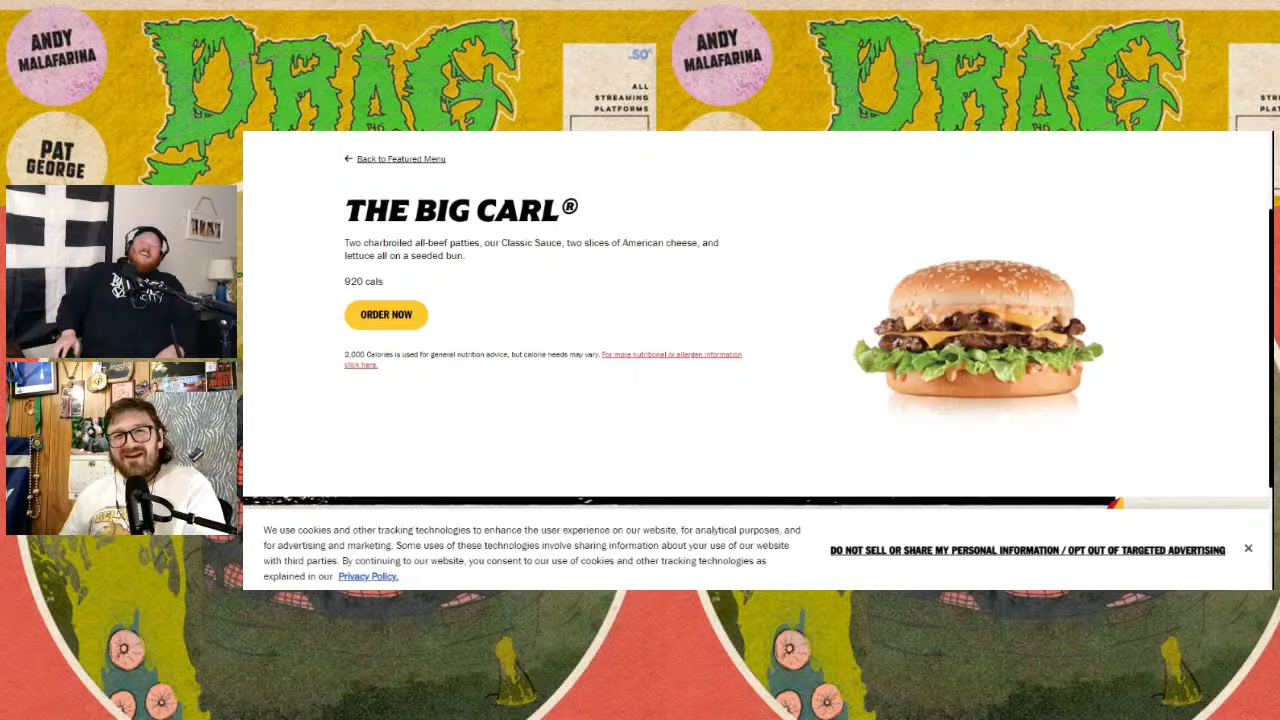 ANDY
MALAFARINA
DRAG
.50¢
ALL
STREAMING
PLATFORMS
PAT
GEORGE
ANDY
MALAFARINA
DRAG
Back to Featured Menu
THE BIG CARL®
Two charbroiled all-beef patties, our Classic Sauce, two slices of American cheese, and
lettuce all on a seeded bun.
920 cals
ORDER NOW
2,000 Calories is used for general nutrition advice, but calorie needs may vary. For more nutritional or allergen information
click here.
We use cookies and other tracking technologies to enhance the user experience on our website, for analytical purposes, and
for advertising and marketing. Some uses of these technologies involve sharing information about your use of our website
with third parties. By continuing to our website, you consent to our use of cookies and other tracking technologies as
explained in our Privacy Policy.
DO NOT SELL OR SHARE MY PERSONAL INFORMATION / OPT OUT OF TARGETED ADVERTISING